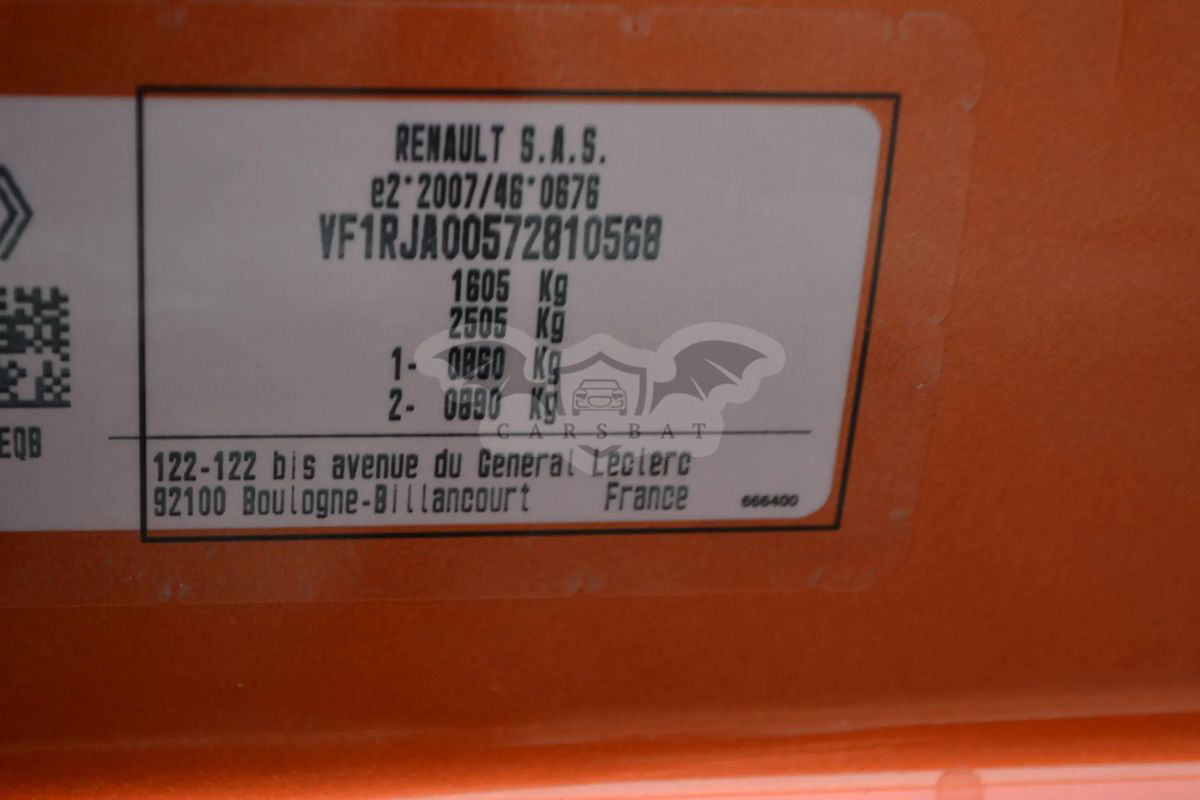 RENAULT S.A.S.
e2*2007/46*0676
VF1RJA00572810568
1605 Kg
2505 Kg
1- 0860 Kg
2- 0890 Kg
CARSBAT
EQB
122-122 bis avenue du General Leclerc
92100 Boulogne-Billancourt France 666400